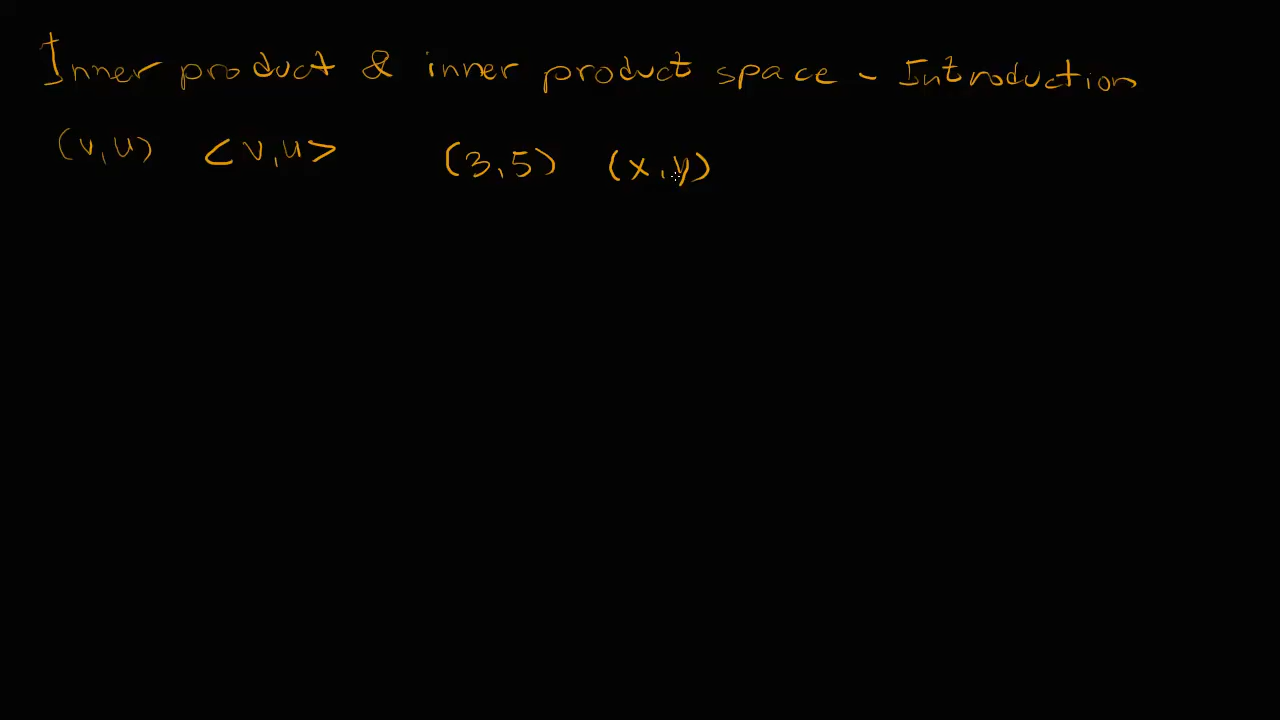 Inner product & inner product space - Introduction
(v,u) <v,u> (3,5) (x,y)